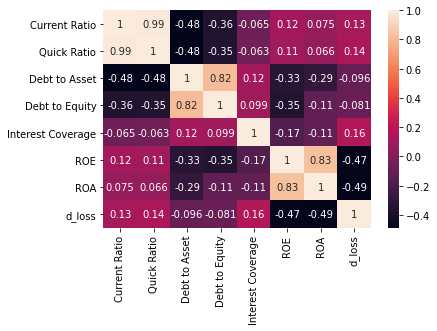 Current Ratio 1 0.99 -0.48 -0.36 -0.065 0.12 0.075 0.13
Quick Ratio 0.99 1 -0.48 -0.35 -0.063 0.11 0.066 0.14
Debt to Asset -0.48 -0.48 1 0.82 0.12 -0.33 -0.29 -0.096
Debt to Equity -0.36 -0.35 0.82 1 0.099 -0.35 -0.11 -0.081
Interest Coverage -0.065 -0.063 0.12 0.099 1 -0.17 -0.11 0.16
ROE 0.12 0.11 -0.33 -0.35 -0.17 1 0.83 -0.47
ROA 0.075 0.066 -0.29 -0.11 -0.11 0.83 1 -0.49
d_loss 0.13 0.14 -0.096 -0.081 0.16 -0.47 -0.49 1
Current Ratio
Quick Ratio
Debt to Asset
Debt to Equity
Interest Coverage
ROE
ROA
d_loss
1.0
0.8
0.6
0.4
0.2
0.0
-0.2
-0.4